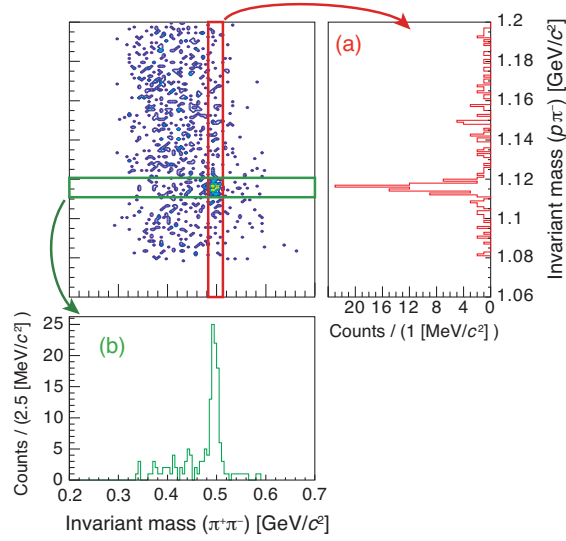 (a)
1.2
1.18
1.16
1.14
1.12
1.1
1.08
1.06
Invariant mass (pπ⁻) [GeV/c²]
24 20 16 12 8 4 0
Counts / (1 [MeV/c²] )
(b)
25
20
15
10
5
0
Counts / (2.5 [MeV/c²] )
0.2 0.3 0.4 0.5 0.6 0.7
Invariant mass (π⁺π⁻) [GeV/c²]